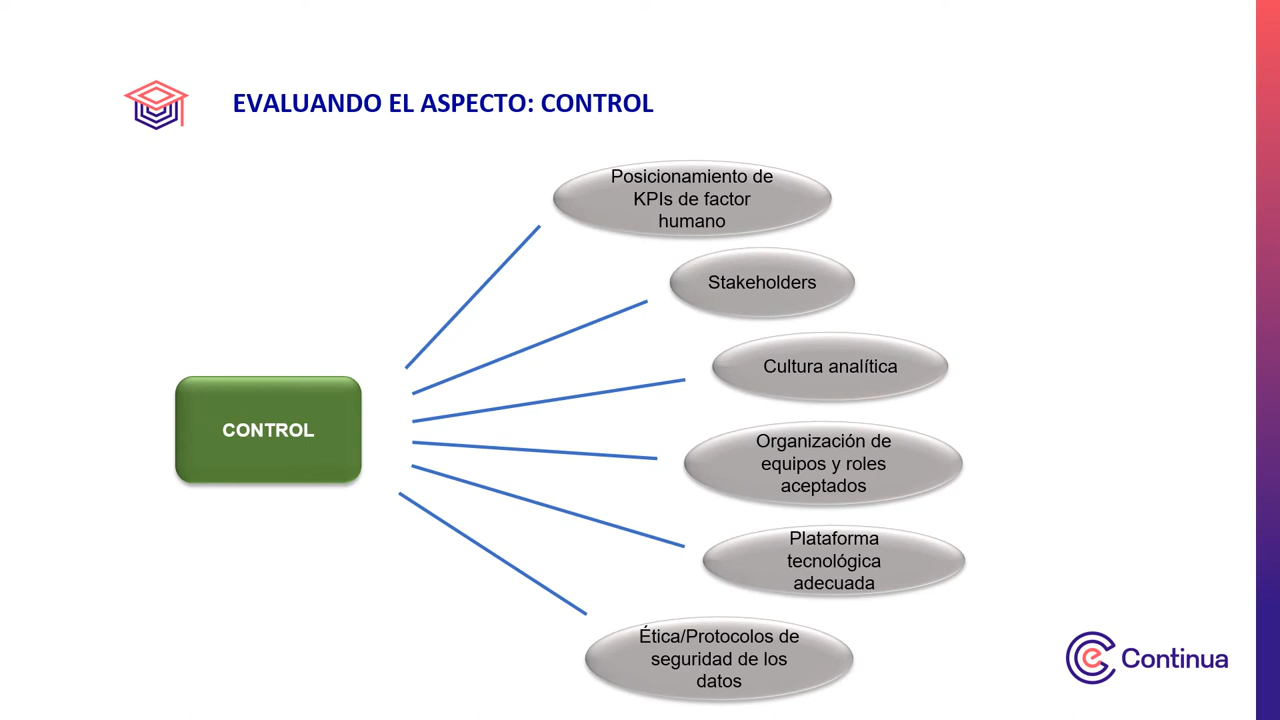 EVALUANDO EL ASPECTO: CONTROL
Posicionamiento de
KPIs de factor
humano
Stakeholders
Cultura analítica
CONTROL
Organización de
equipos y roles
aceptados
Plataforma
tecnológica
adecuada
Ética/Protocolos de
seguridad de los
datos
Continua